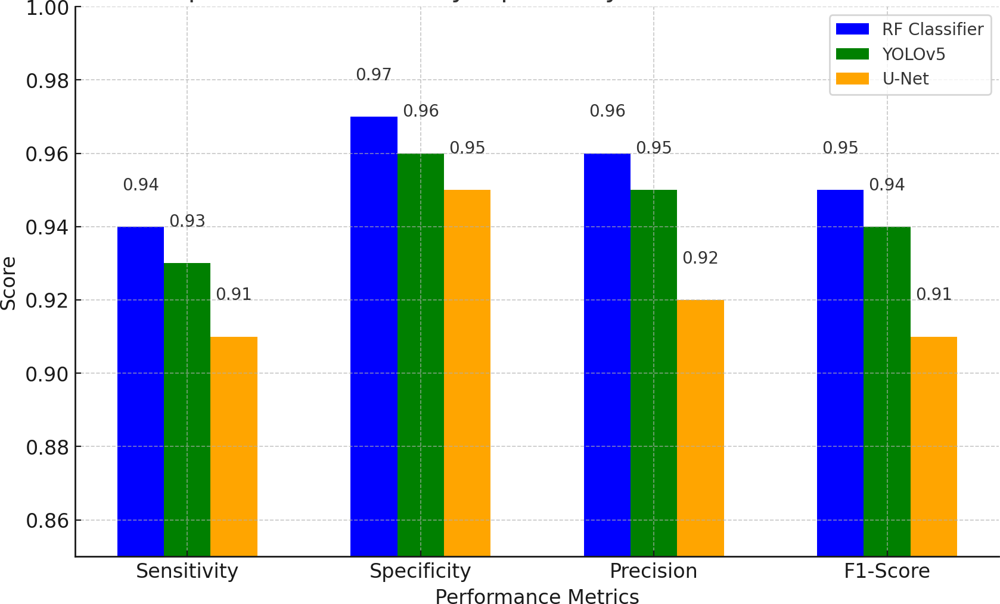 1.00
0.98
0.96
0.94
0.92
0.90
0.88
0.86
Score
RF Classifier
YOLOv5
U-Net
0.94
0.93
0.91
0.97
0.96
0.95
0.96
0.95
0.92
0.95
0.94
0.91
Sensitivity
Specificity
Precision
F1-Score
Performance Metrics